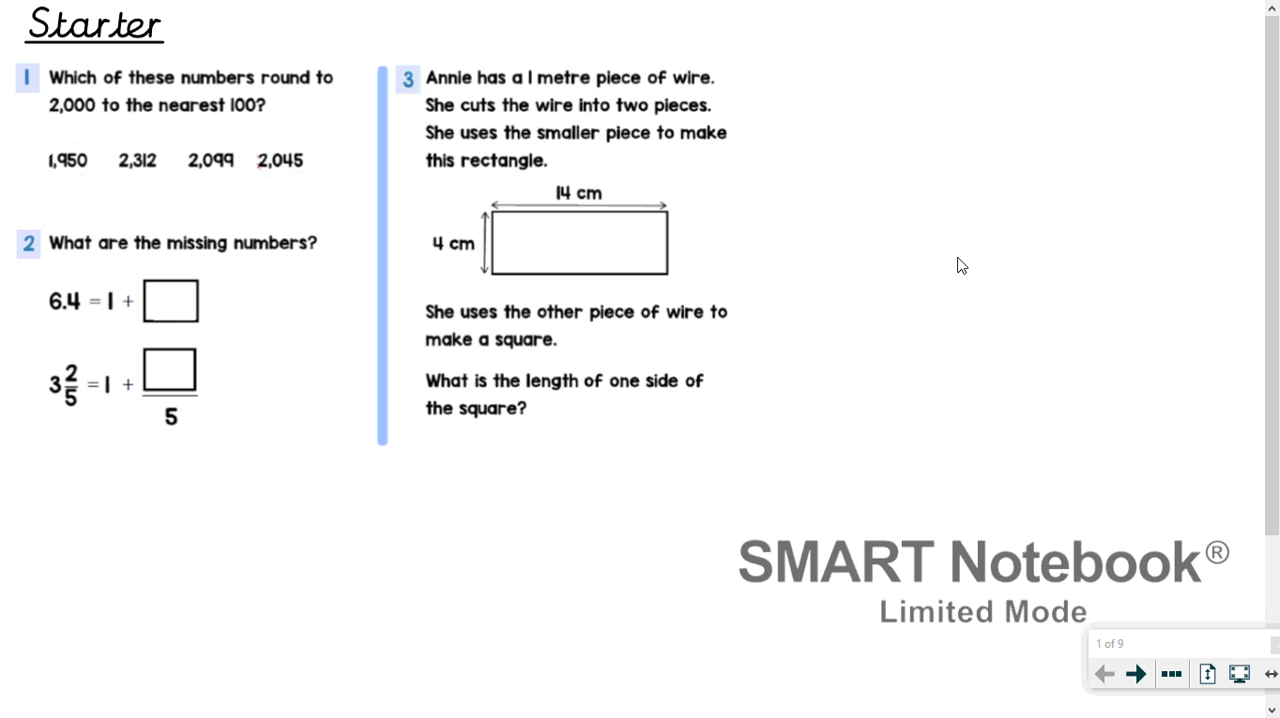 Starter
1 Which of these numbers round to
2,000 to the nearest 100?
1,950 2,312 2,099 2,045
2 What are the missing numbers?
6.4 = 1 +
3 2/5 = 1 + /5
3 Annie has a 1 metre piece of wire.
She cuts the wire into two pieces.
She uses the smaller piece to make
this rectangle.
14 cm
4 cm
She uses the other piece of wire to
make a square.
What is the length of one side of
the square?
SMART Notebook®
Limited Mode
1 of 9